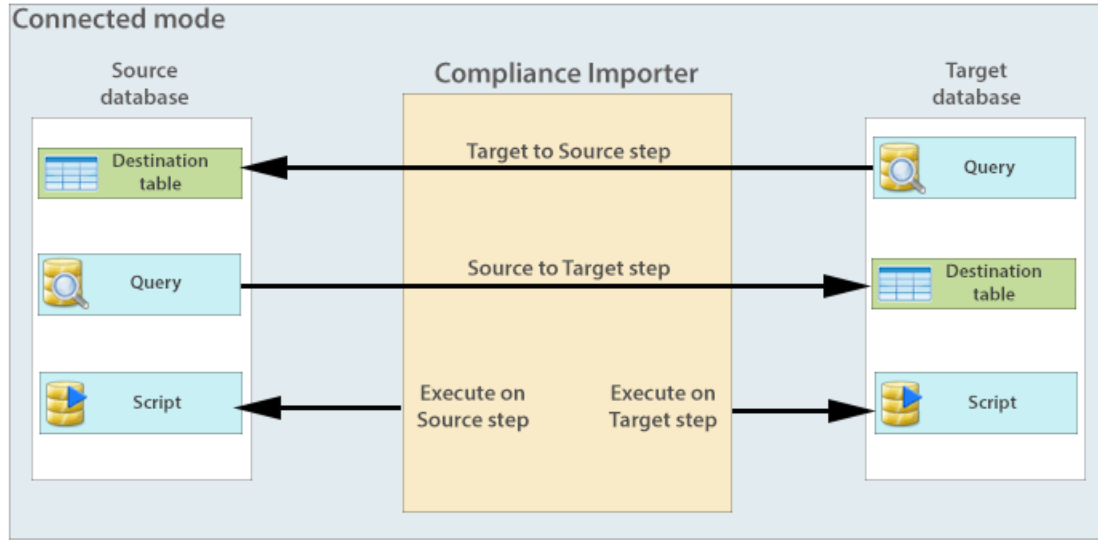 Connected mode
Source
database
Compliance Importer
Target
database
Destination
table
Target to Source step
Query
Query
Source to Target step
Destination
table
Script
Execute on
Source step
Execute on
Target step
Script